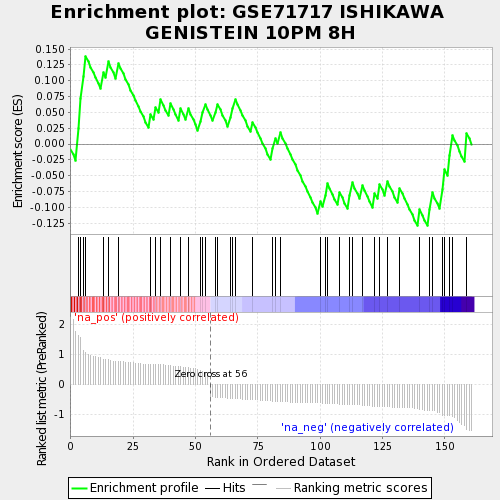 Enrichment plot: GSE71717 ISHIKAWA
GENISTEIN 10PM 8H
Enrichment score (ES)
0.150
0.125
0.100
0.075
0.050
0.025
0.000
-0.025
-0.050
-0.075
-0.100
-0.125
'na_pos' (positively correlated)
Ranked list metric (PreRanked)
2
1
0
-1
Zero cross at 56
'na_neg' (negatively correlated)
0
25
50
75
100
125
150
Rank in Ordered Dataset
Enrichment profile
Hits
Ranking metric scores